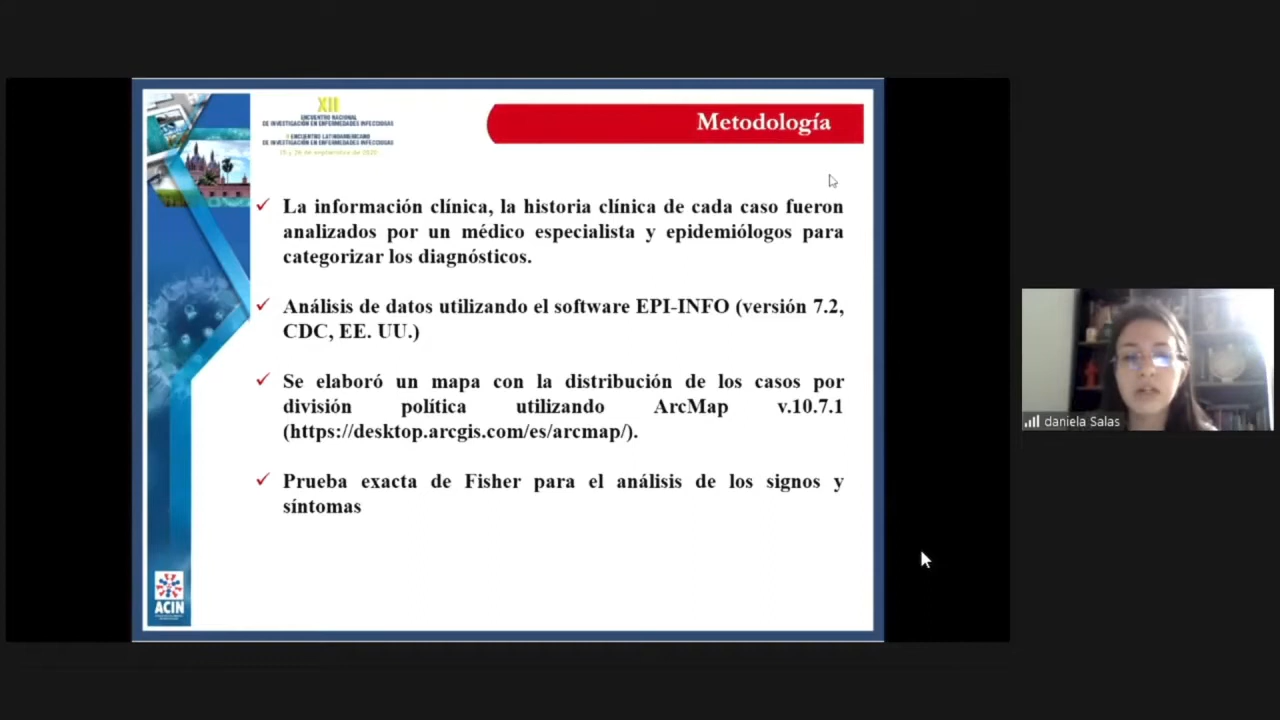 XII
ENCUENTRO NACIONAL
DE INVESTIGACIÓN EN ENFERMEDADES INFECCIOSAS
II ENCUENTRO LATINOAMERICANO
DE INVESTIGACIÓN EN ENFERMEDADES INFECCIOSAS
Metodología
La información clínica, la historia clínica de cada caso fueron
analizados por un médico especialista y epidemiólogos para
categorizar los diagnósticos.
Análisis de datos utilizando el software EPI-INFO (versión 7.2,
CDC, EE. UU.)
Se elaboró un mapa con la distribución de los casos por
división política utilizando ArcMap v.10.7.1
(https://desktop.arcgis.com/es/arcmap/).
Prueba exacta de Fisher para el análisis de los signos y
síntomas
ACIN
daniela Salas